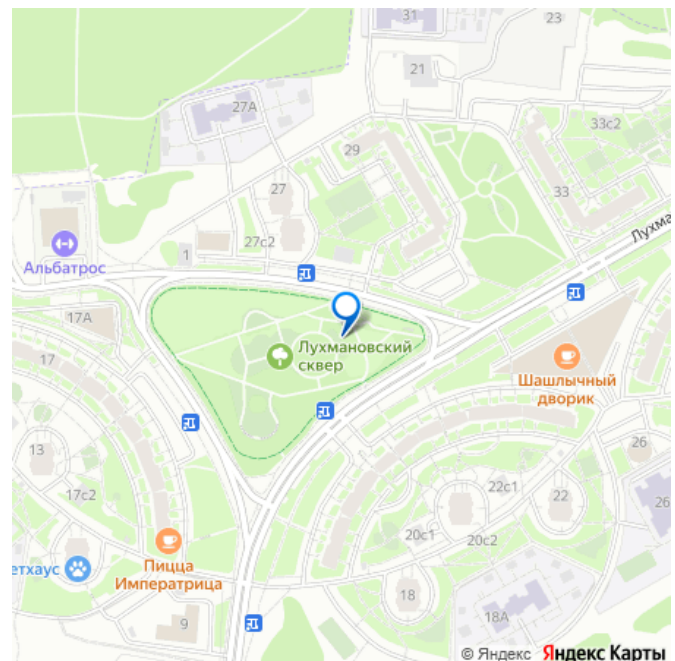 31
23
21
27А
33с2
29
27
33
27с2
1
Лухма
Альбатрос
17А
Лухмановский
сквер
17
Шашлычный
дворик
13
26
17с2
22с1
22
26
20с1
20с2
етхаус
Пицца
Императрица
18
9
18А
© Яндекс Яндекс Карты